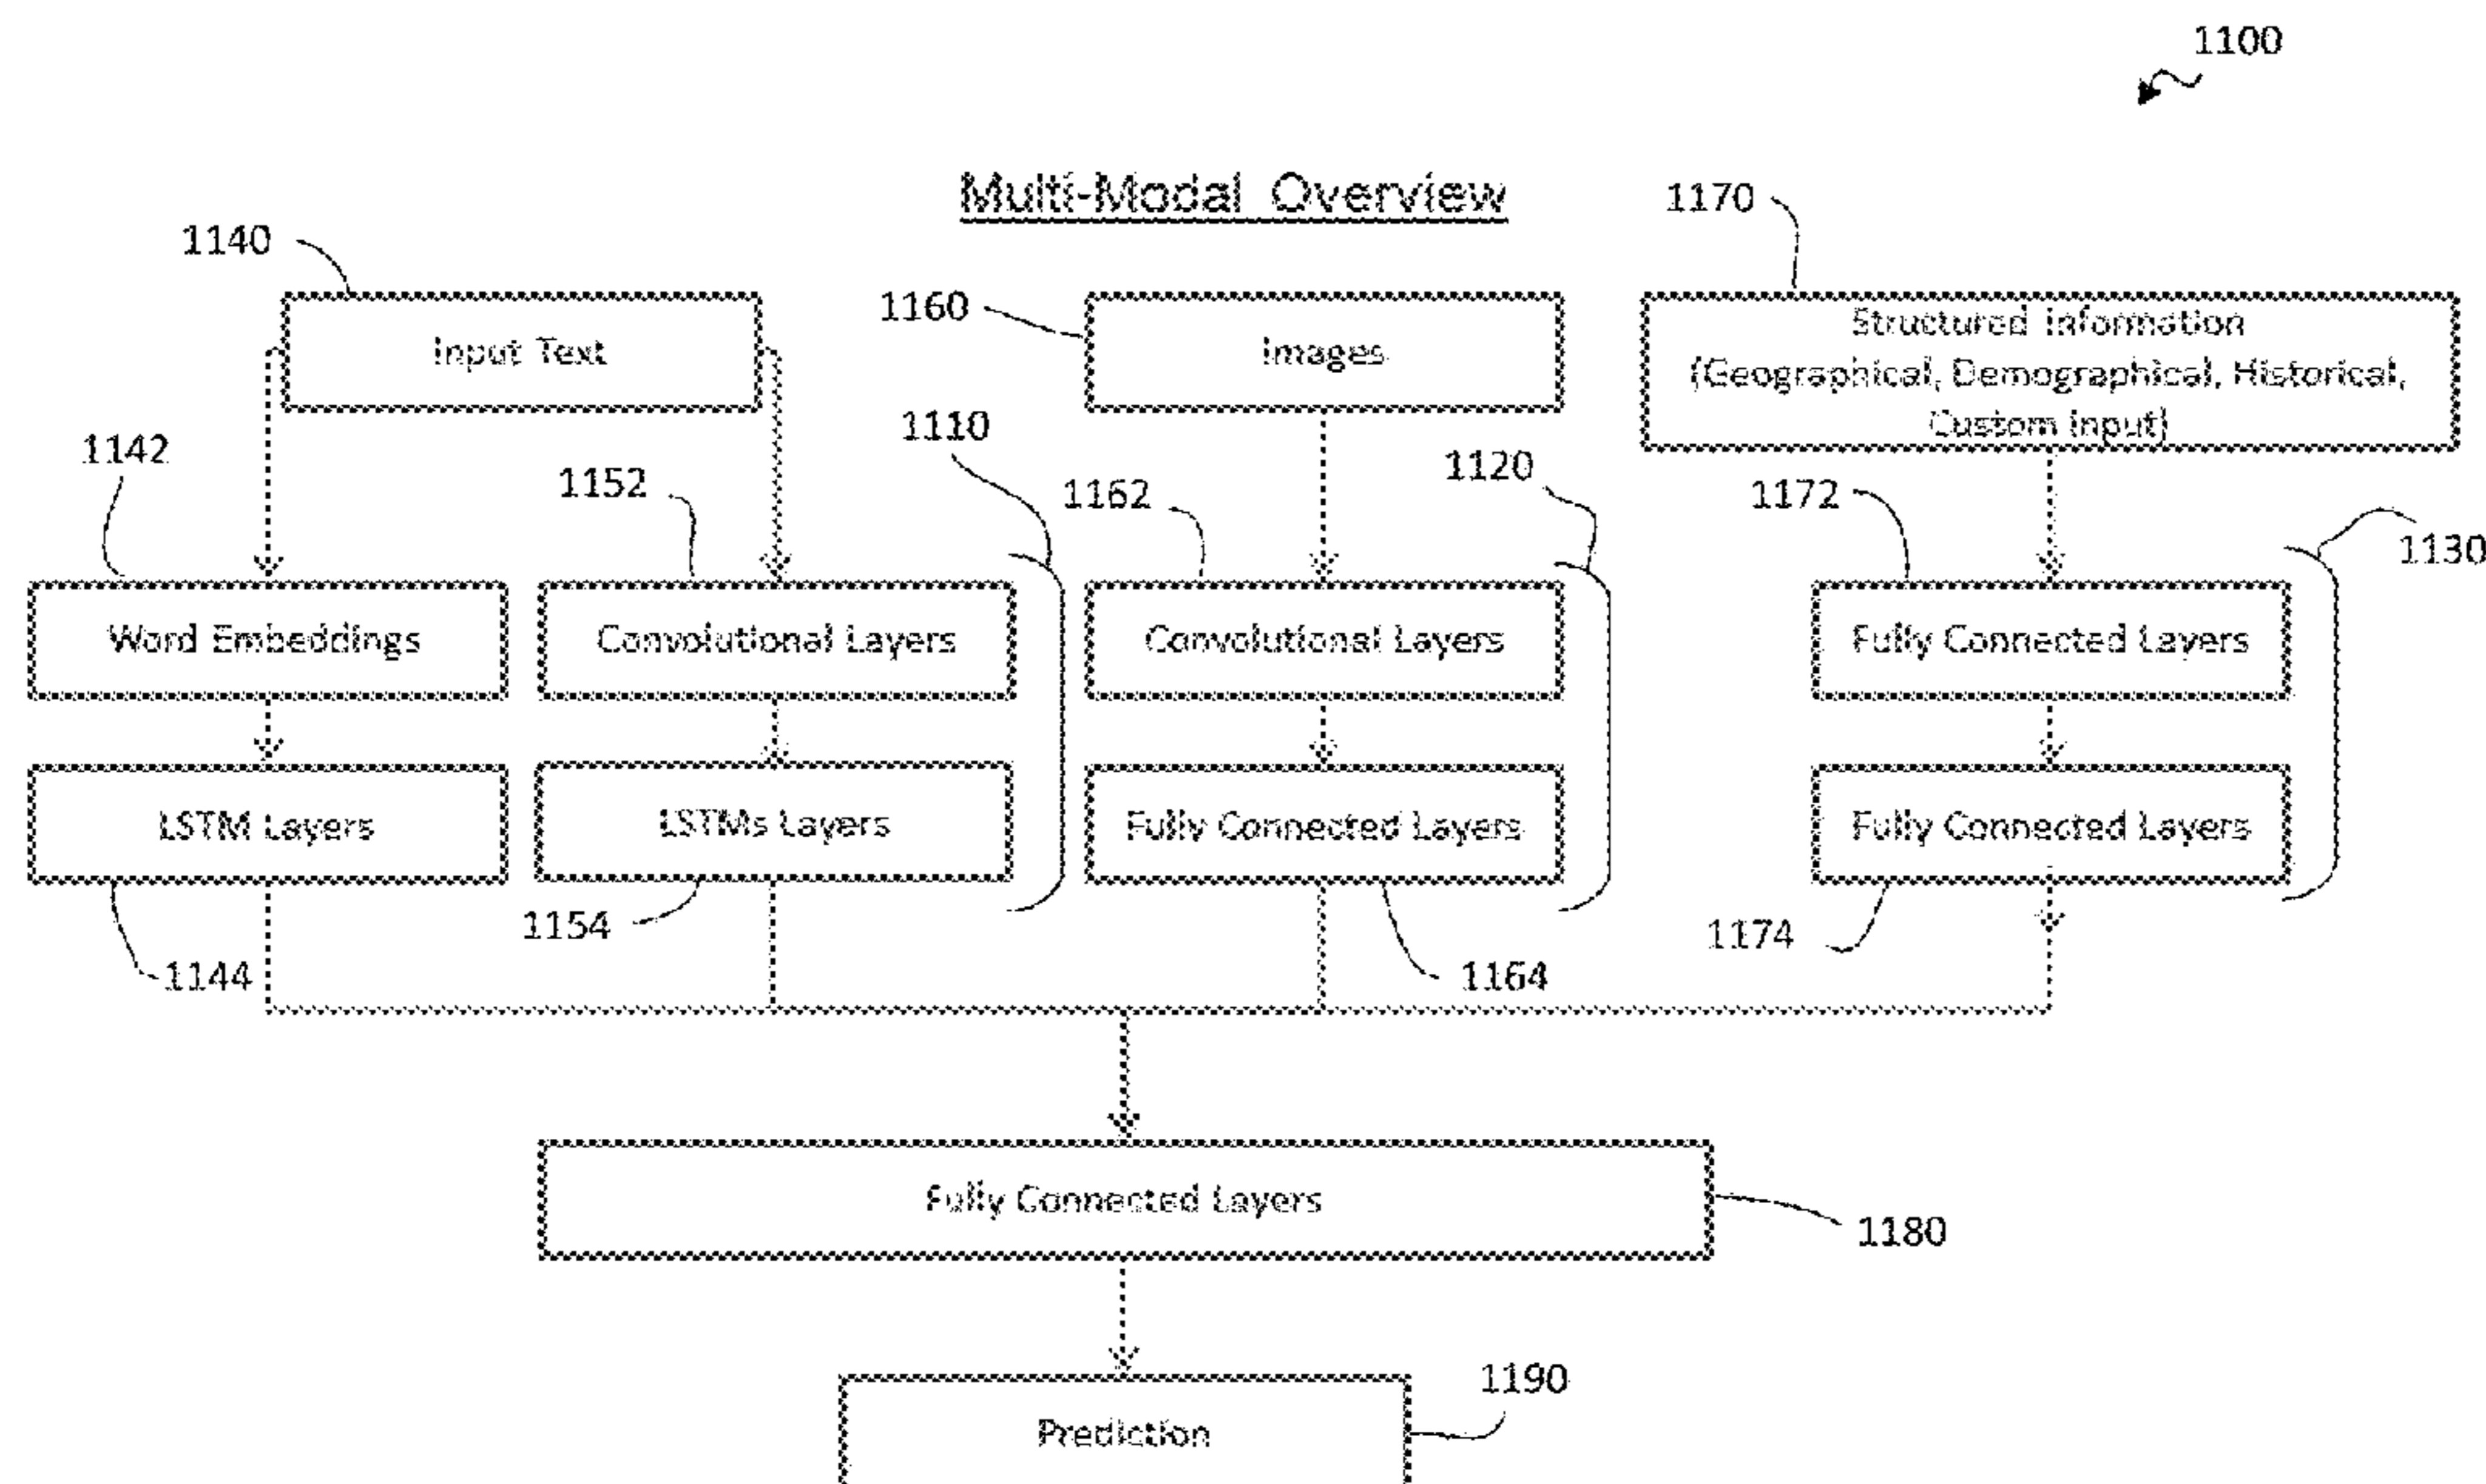 1100
Multi-Modal Overview
1170
1140
1160
Input Text
Images
Structured Information
(Geographical, Demographical, Historical,
Custom Input)
1110
1142
1120
1152
1162
1172
1130
Word Embeddings
Convolutional Layers
Convolutional Layers
Fully Connected Layers
LSTM Layers
LSTMs Layers
Fully Connected Layers
Fully Connected Layers
1154
1174
1144
1164
Fully Connected Layers
1180
1190
Prediction